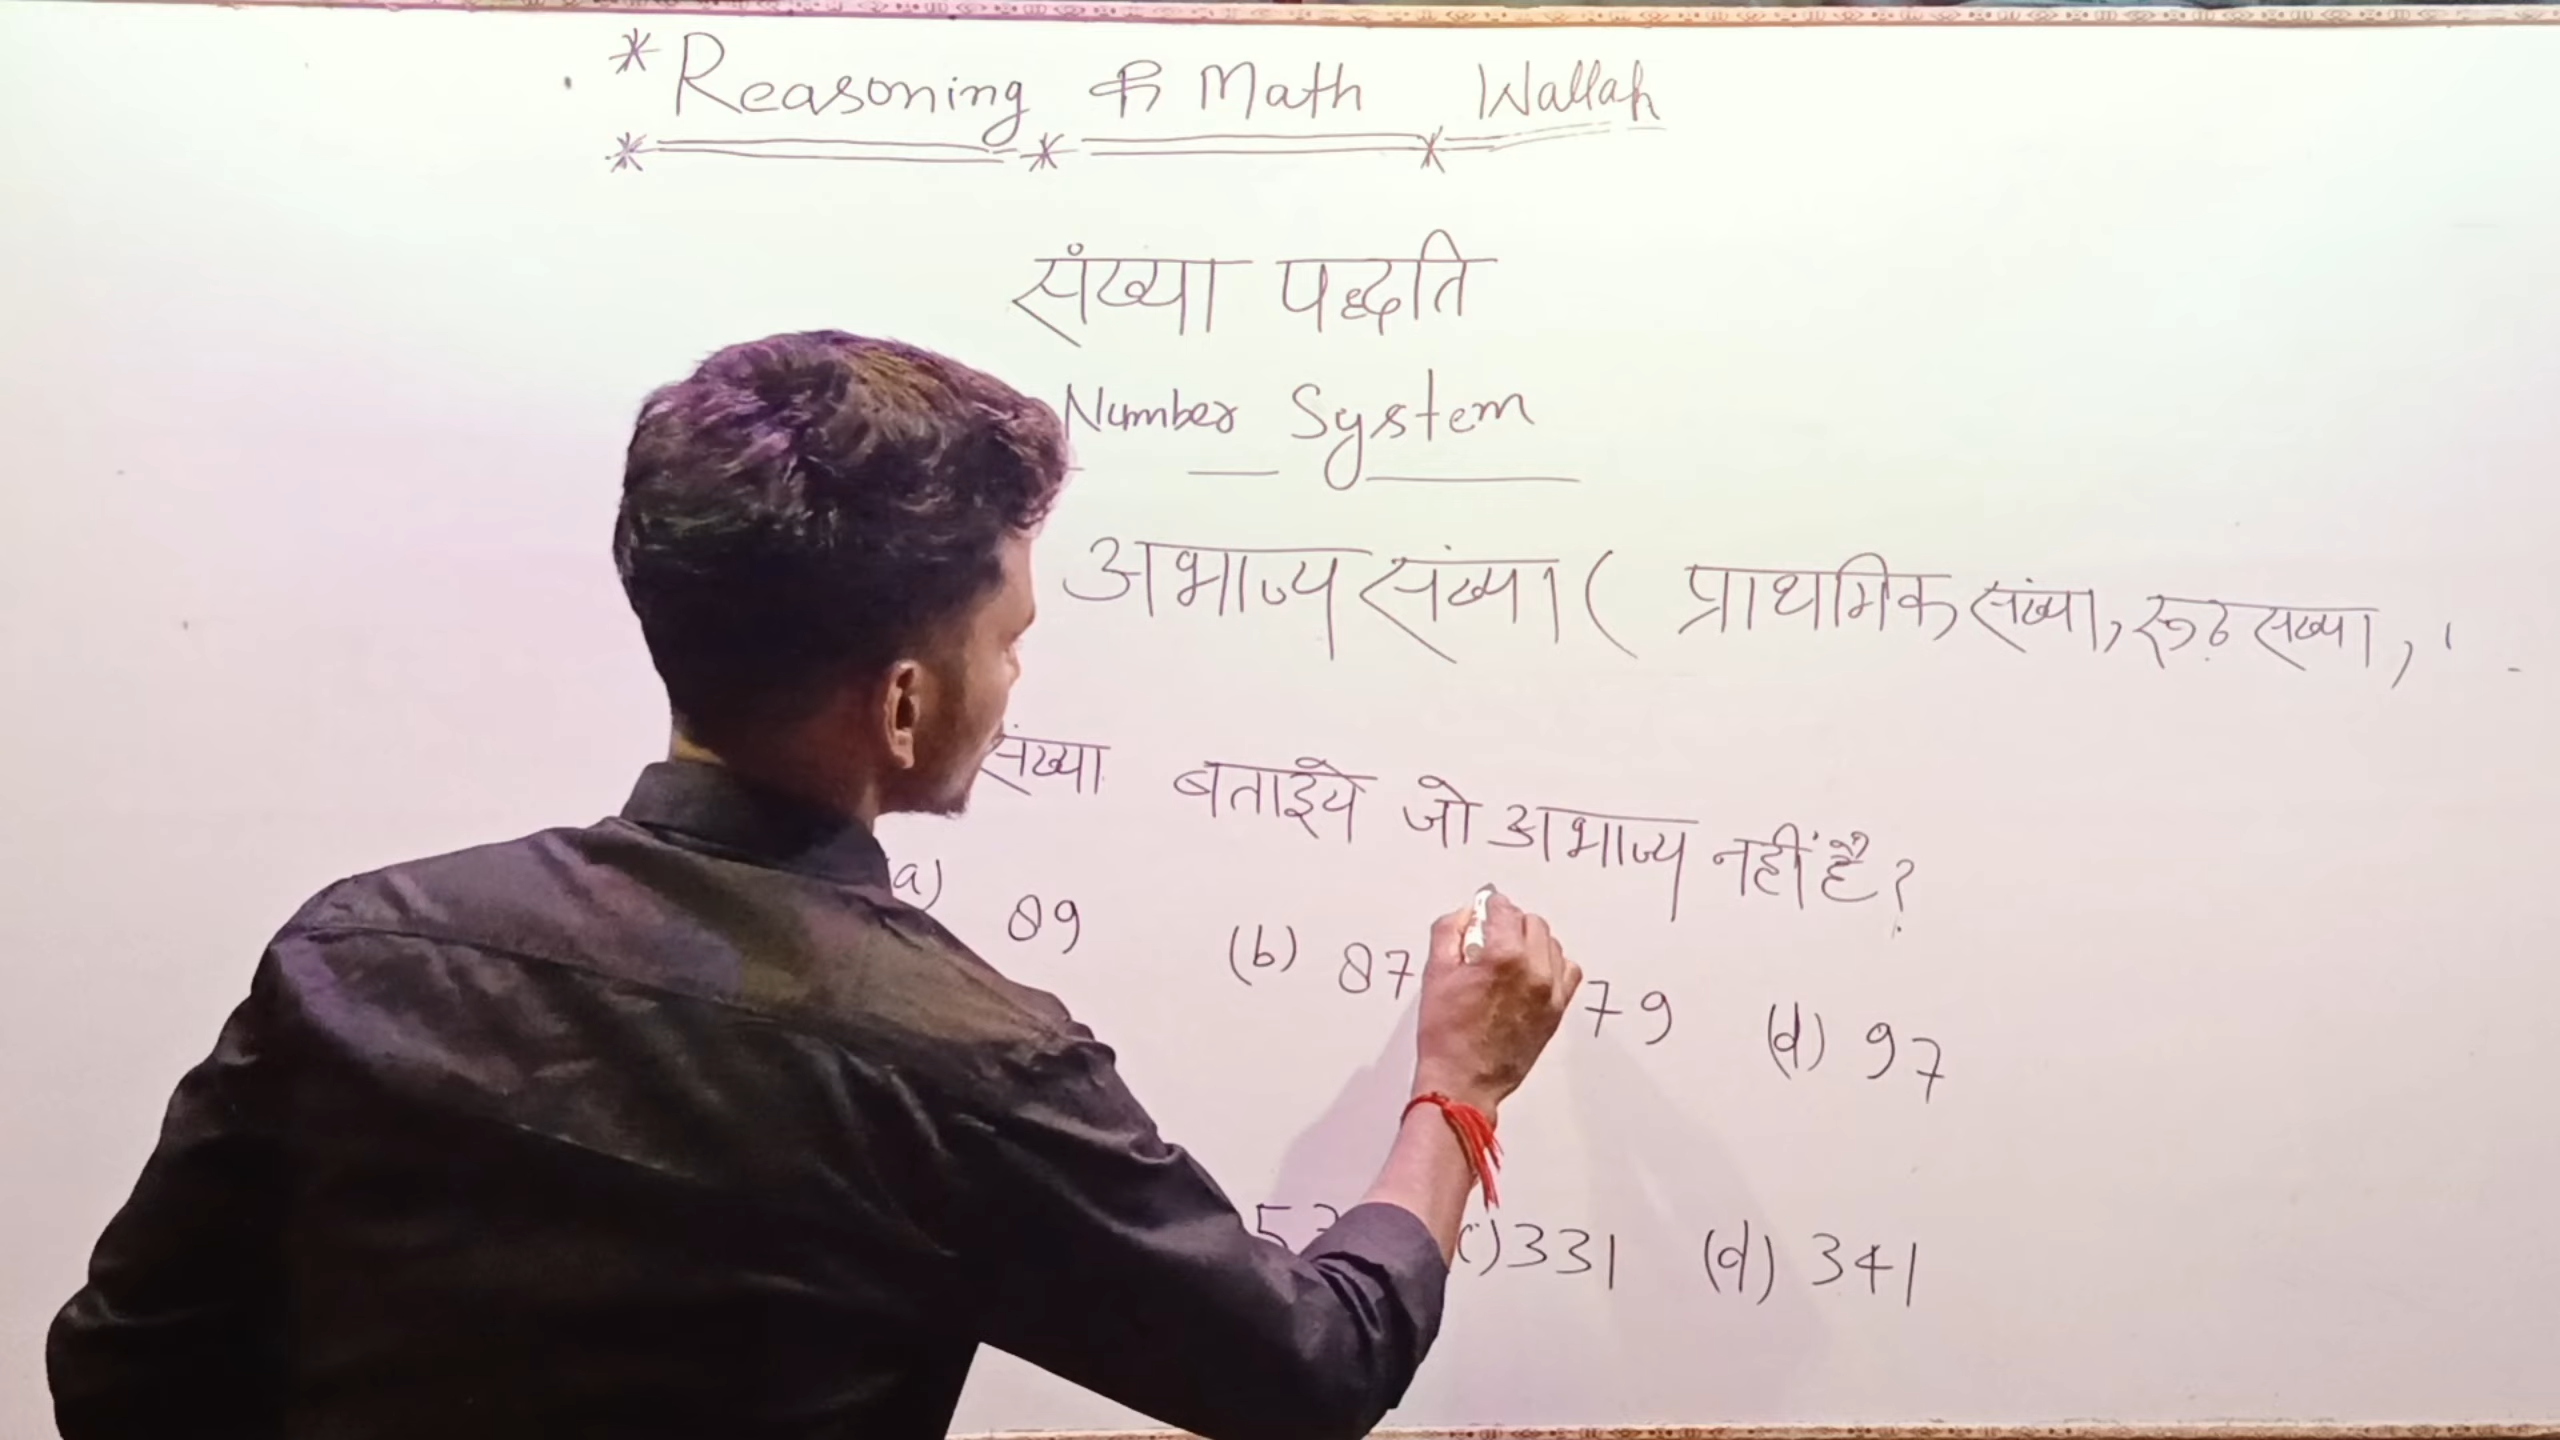 * Reasoning & Math Wallah
संख्या पद्धति
Number System
अभाज्य संख्या ( प्राथमिक संख्या, रूढ़ सख्या,
संख्या बताइये जो अभाज्य नहीं है?
(a) 89 (b) 87 79 (d) 97
(c) 331 (d) 341